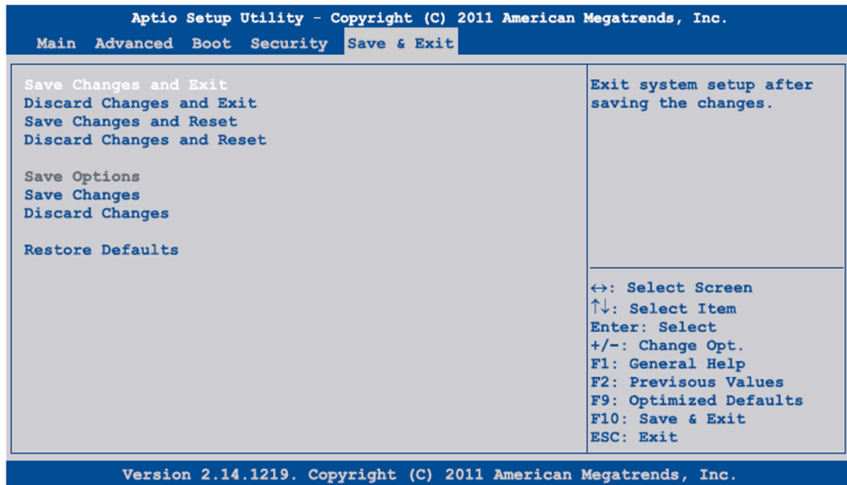 Aptio Setup Utility - Copyright (C) 2011 American Megatrends, Inc.
Main Advanced Boot Security Save & Exit
Save Changes and Exit
Discard Changes and Exit
Save Changes and Reset
Discard Changes and Reset
Save Options
Save Changes
Discard Changes
Restore Defaults
Exit system setup after
saving the changes.
↔: Select Screen
↑↓: Select Item
Enter: Select
+/-: Change Opt.
F1: General Help
F2: Previsous Values
F9: Optimized Defaults
F10: Save & Exit
ESC: Exit
Version 2.14.1219. Copyright (C) 2011 American Megatrends, Inc.